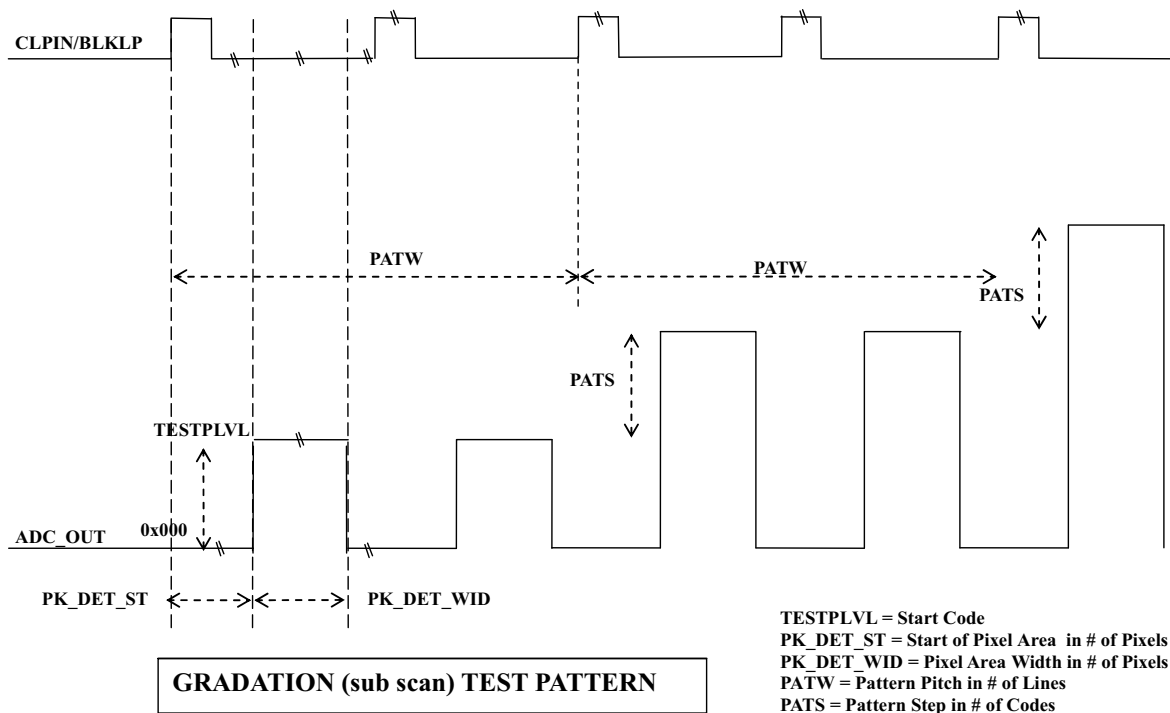 CLPIN/BLKLP
PATW
PATW
PATS
PATS
TESTPLVL
0x000
ADC_OUT
PK_DET_ST
PK_DET_WID
GRADATION (sub scan) TEST PATTERN
TESTPLVL = Start Code
PK_DET_ST = Start of Pixel Area in # of Pixels
PK_DET_WID = Pixel Area Width in # of Pixels
PATW = Pattern Pitch in # of Lines
PATS = Pattern Step in # of Codes